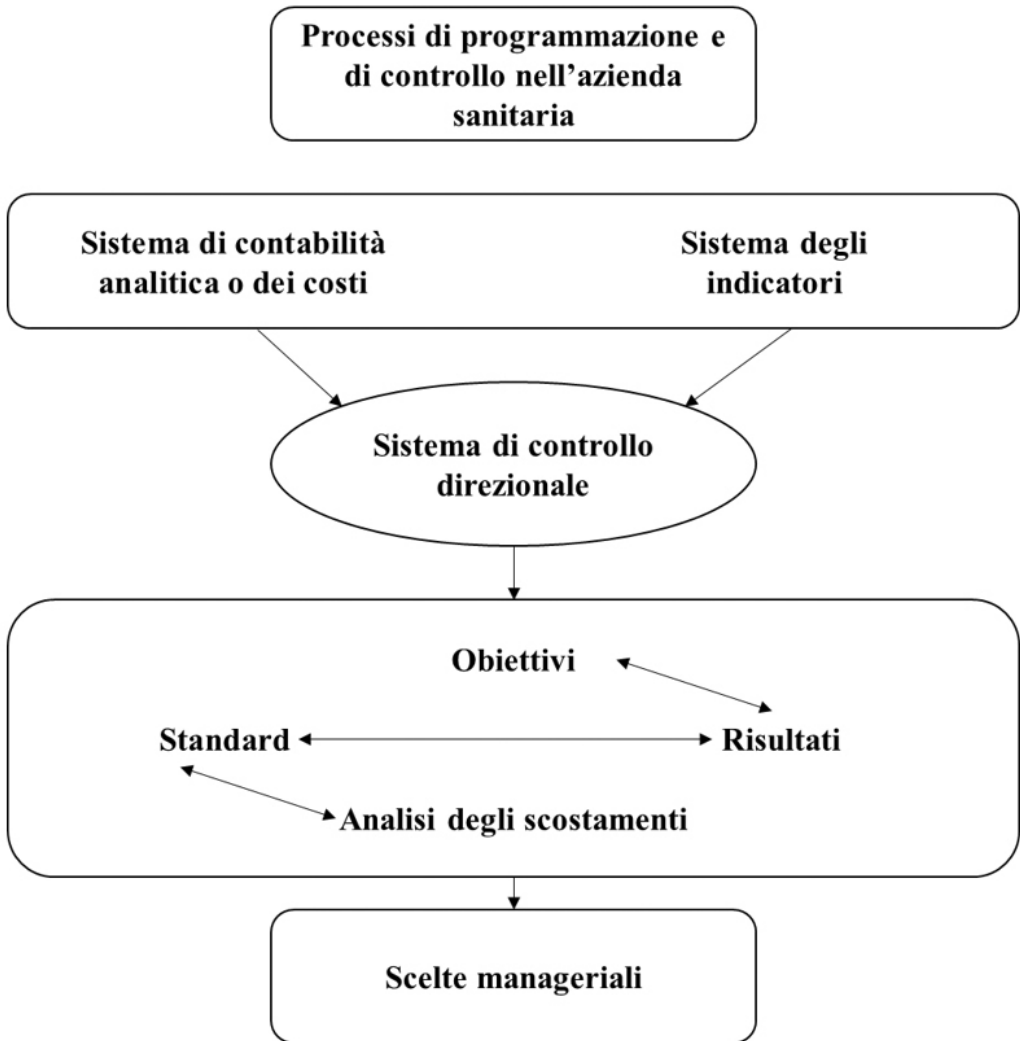 Processi di programmazione e
di controllo nell'azienda
sanitaria
Sistema di contabilità
analitica o dei costi
Sistema degli
indicatori
Sistema di controllo
direzionale
Obiettivi
Standard
Risultati
Analisi degli scostamenti
Scelte manageriali